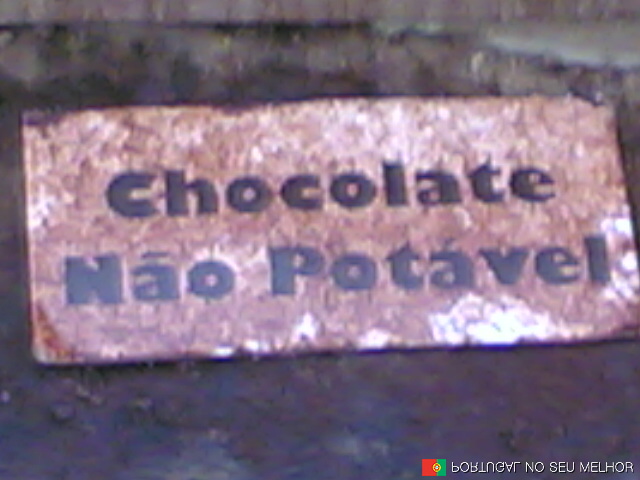 Chocolate
Não Potável
PORTUGAL NO SEU MELHOR